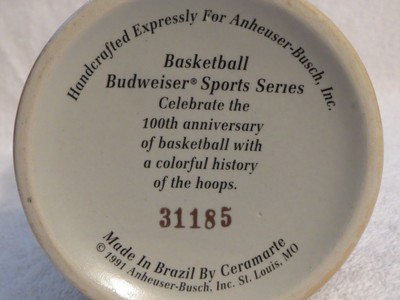 Handcrafted Expressly For Anheuser-Busch, Inc.
Basketball
Budweiser® Sports Series
Celebrate the
100th anniversary
of basketball with
a colorful history
of the hoops.
31185
Made In Brazil By Ceramarte
© 1991 Anheuser-Busch, Inc. St. Louis, MO